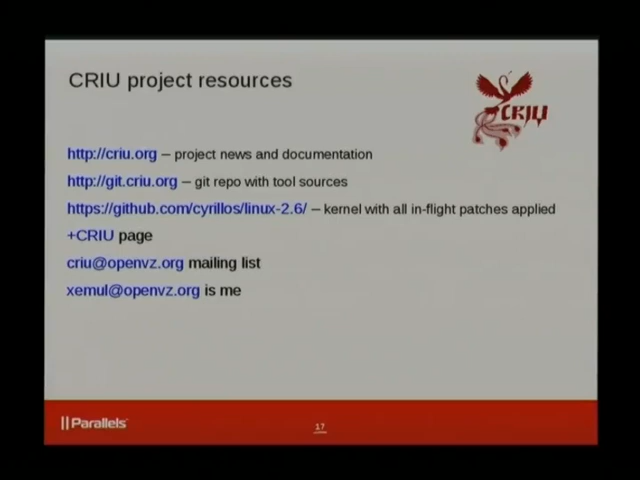 CRIU project resources
CRIU
http://criu.org – project news and documentation
http://git.criu.org – git repo with tool sources
https://github.com/cyrillos/linux-2.6/ – kernel with all in-flight patches applied
+CRIU page
criu@openvz.org mailing list
xemul@openvz.org is me
|| Parallels
17